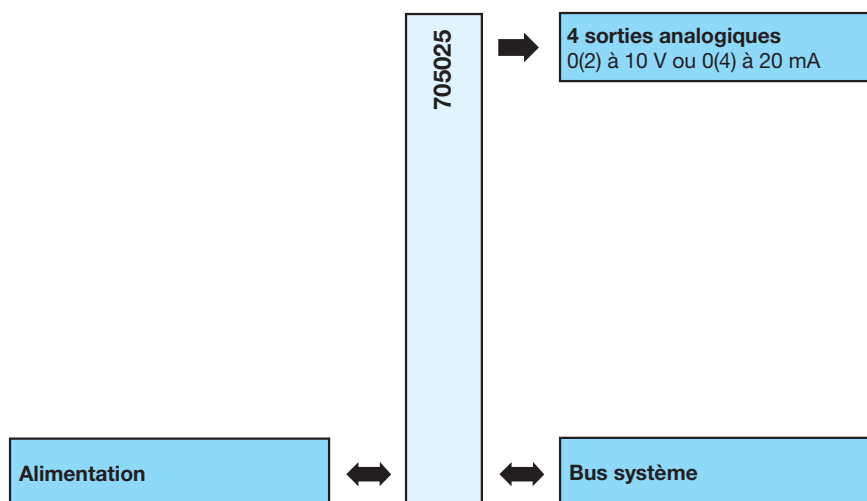 705025
4 sorties analogiques
0(2) à 10 V ou 0(4) à 20 mA
Alimentation
Bus système